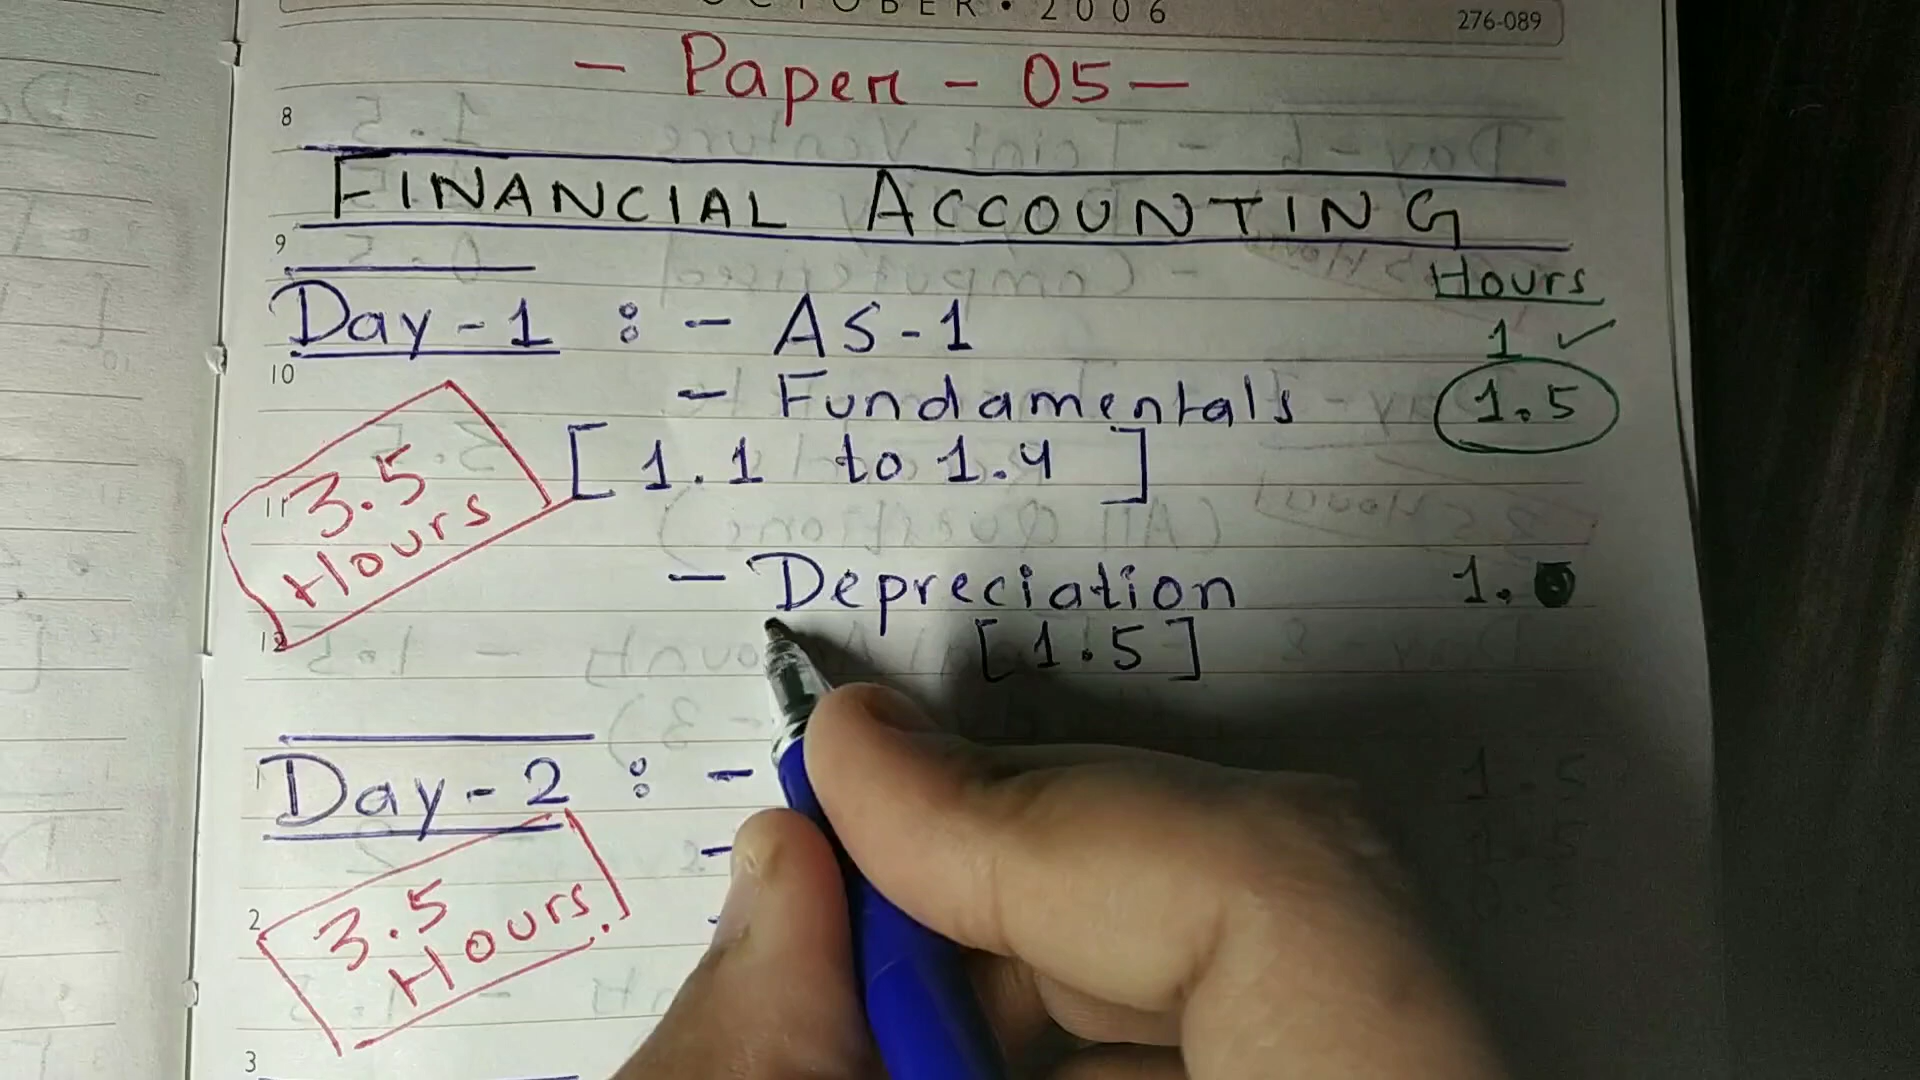 OCTOBER • 2006
276-089
- Paper - 05 -
8
FINANCIAL ACCOUNTING
9
Hours
Day-1 : - AS-1 1 ✓
10
- Fundamentals 1.5
[ 1.1 to 1.4 ]
3.5
11
Hours
- Depreciation 1.
12
[1.5]
1
Day-2 : -
-
2
3.5
Hours
-
3